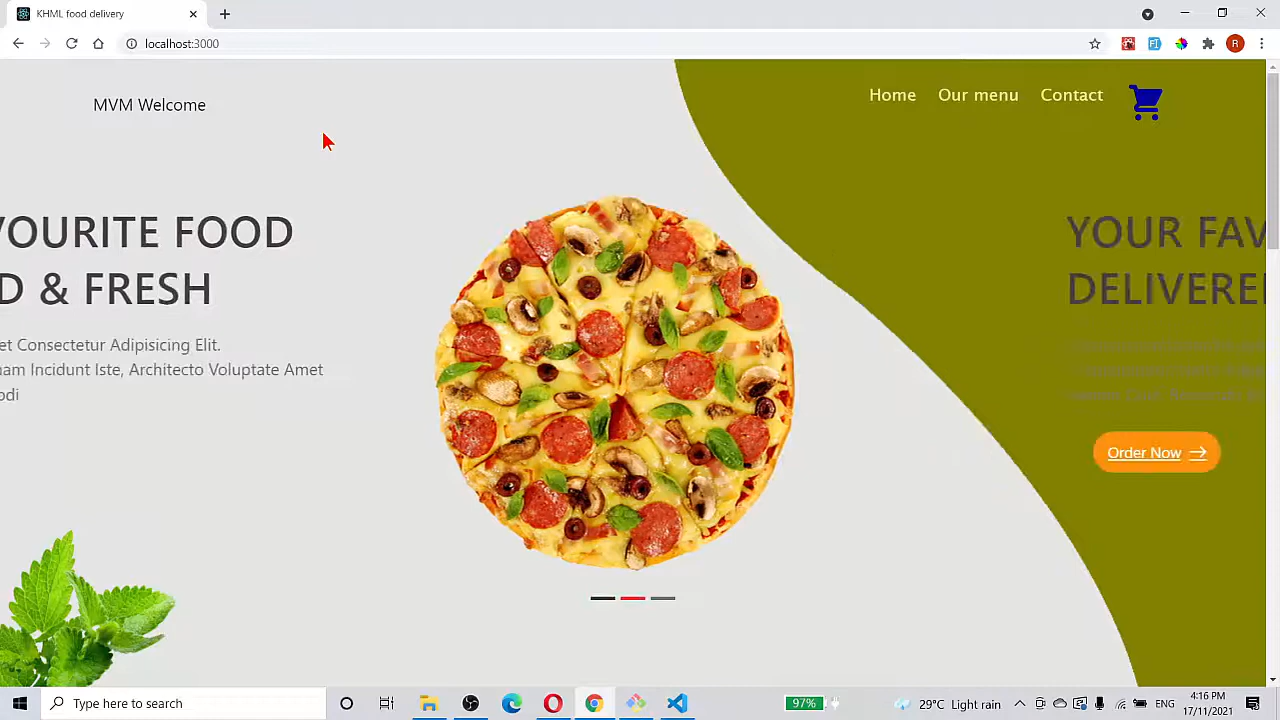 KHML food delivery
localhost:3000
R
MVM Welcome
Home Our menu Contact
VOURITE FOOD
D & FRESH
et Consectetur Adipisicing Elit.
am Incidunt Iste, Architecto Voluptate Amet
odi
YOUR FAV
DELIVERE
Order Now
Type here to search
97%
29°C Light rain
ENG
4:16 PM
17/11/2021